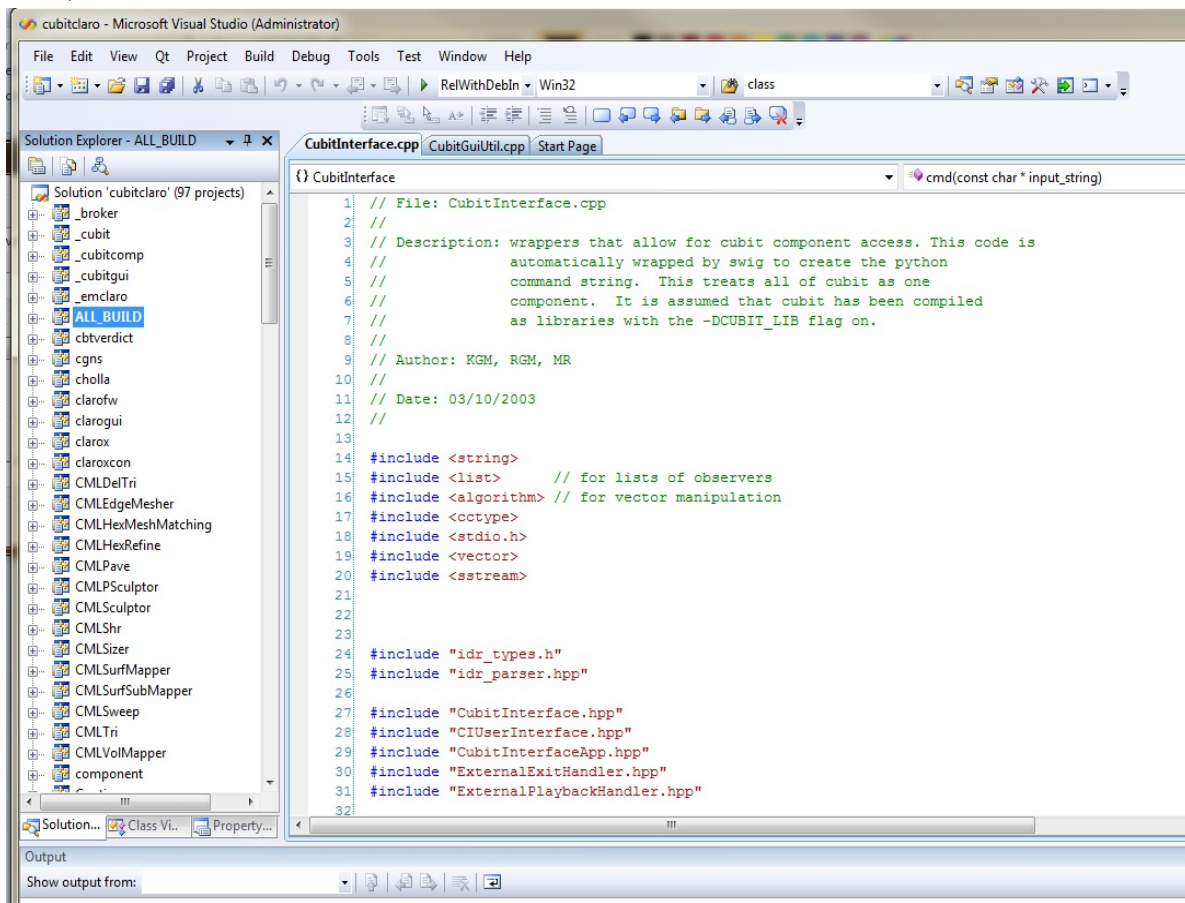 cubitclaro - Microsoft Visual Studio (Administrator)
File Edit View Qt Project Build Debug Tools Test Window Help
RelWithDebIn Win32 class
Solution Explorer - ALL_BUILD
CubitInterface.cpp CubitGuiUtil.cpp Start Page
{} CubitInterface cmd(const char * input_string)
Solution 'cubitclaro' (97 projects)
_broker
_cubit
_cubitcomp
_cubitgui
_emclaro
ALL_BUILD
cbtverdict
cgns
cholla
clarofw
clarogui
clarox
claroxcon
CMLDelTri
CMLEdgeMesher
CMLHexMeshMatching
CMLHexRefine
CMLPave
CMLPSculptor
CMLSculptor
CMLShr
CMLSizer
CMLSurfMapper
CMLSurfSubMapper
CMLSweep
CMLTri
CMLVolMapper
component
Solution... Class Vi.. Property...
1 // File: CubitInterface.cpp
2 //
3 // Description: wrappers that allow for cubit component access. This code is
4 // automatically wrapped by swig to create the python
5 // command string. This treats all of cubit as one
6 // component. It is assumed that cubit has been compiled
7 // as libraries with the -DCUBIT_LIB flag on.
8 //
9 // Author: KGM, RGM, MR
10 //
11 // Date: 03/10/2003
12 //
13
14 #include <string>
15 #include <list> // for lists of observers
16 #include <algorithm> // for vector manipulation
17 #include <cctype>
18 #include <stdio.h>
19 #include <vector>
20 #include <sstream>
21
22
23
24 #include "idr_types.h"
25 #include "idr_parser.hpp"
26
27 #include "CubitInterface.hpp"
28 #include "CIUserInterface.hpp"
29 #include "CubitInterfaceApp.hpp"
30 #include "ExternalExitHandler.hpp"
31 #include "ExternalPlaybackHandler.hpp"
32
Output
Show output from: